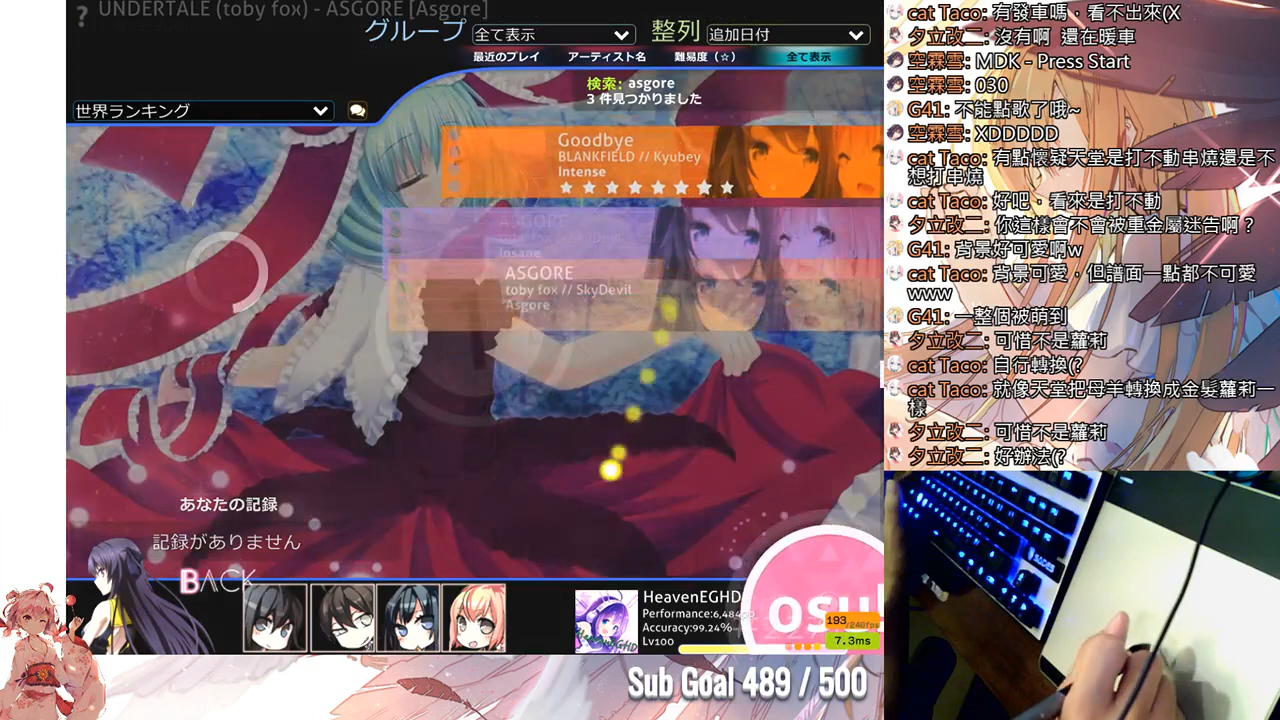 UNDERTALE (toby fox) - ASGORE [Asgore]
グループ 全て表示 整列 追加日付
最近のプレイ アーティスト名 難易度 (☆) 全て表示
検索: asgore
3 件見つかりました
世界ランキング
Goodbye
BLANKFIELD // Kyubey
Intense
ASGORE
Insane
ASGORE
toby fox // SkyDevil
Asgore
あなたの記録
記録がありません
BACK
HeavenEGHD
Performance:6,484pp
Accuracy:99.24%
Lv100
osu!
193 /240fps
7.3ms
Sub Goal 489 / 500
cat Taco: 有發車嗎，看不出來(X
夕立改二: 沒有啊 還在暖車
空霖雪: MDK - Press Start
空霖雪: 030
G41: 不能點歌了哦~
空霖雪: XDDDDD
cat Taco: 有點懷疑天堂是打不動串燒還是不
想打串燒
cat Taco: 好吧，看來是打不動
夕立改二: 你這樣會不會被重金屬迷告啊？
G41: 背景好可愛啊w
cat Taco: 背景可愛，但譜面一點都不可愛
www
G41: 一整個被萌到
夕立改二: 可惜不是蘿莉
cat Taco: 自行轉換(?
cat Taco: 就像天堂把母羊轉換成金髮蘿莉一
樣
夕立改二: 可惜不是蘿莉
夕立改二: 好辦法(?